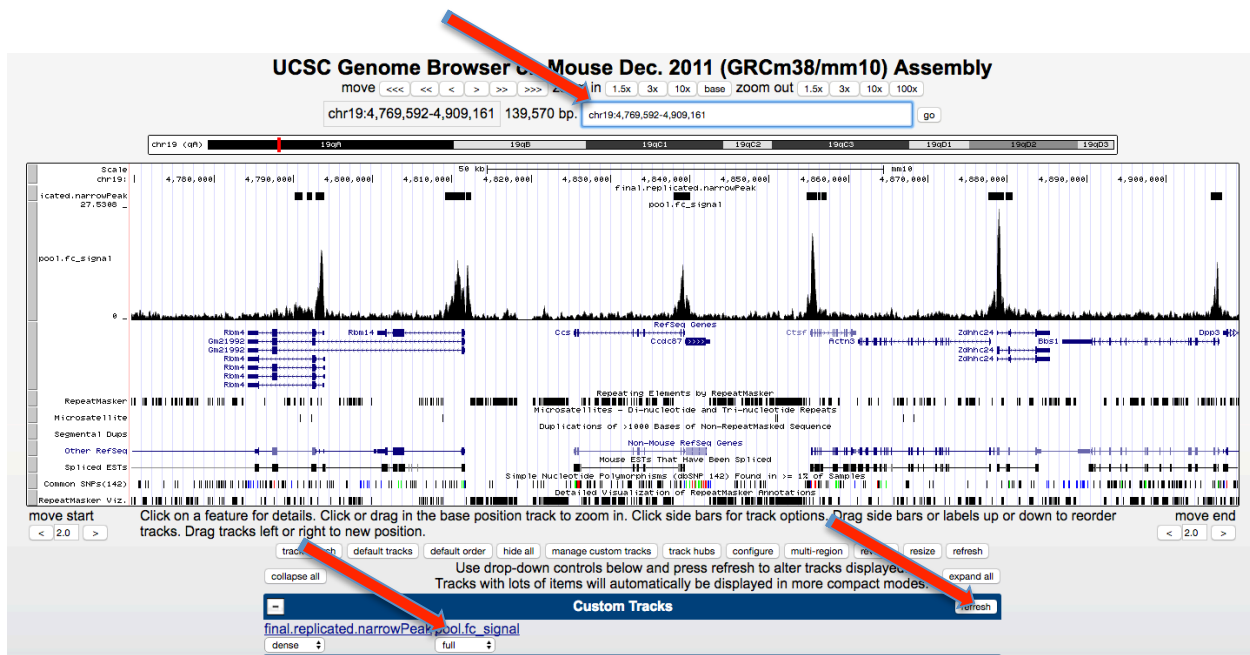 UCSC Genome Browser on Mouse Dec. 2011 (GRCm38/mm10) Assembly
move <<< << < > >> >>> zoom in 1.5x 3x 10x base zoom out 1.5x 3x 10x 100x
chr19:4,769,592-4,909,161 139,570 bp. chr19:4,769,592-4,909,161 go
chr19 (qA) 19qA 19qB 19qC1 19qC2 19qC3 19qD1 19qD2 19qD3
Scale 50 kb mm10
chr19: 4,780,000 4,790,000 4,800,000 4,810,000 4,820,000 4,830,000 4,840,000 4,850,000 4,860,000 4,870,000 4,880,000 4,890,000 4,900,000
final.replicated.narrowPeak
icated.narrowPeak
27.5308 _ pool.fc_signal
pool.fc_signal
0 _
RefSeq Genes
Rbm4 Rbm14 Ccs Ctsf Zdhhc24 Dpp3
Gm21992 Ccdc87 Actn3 Bbs1
Gm21992 Zdhhc24
Rbm4 Zdhhc24
Rbm4
Rbm4
Repeating Elements by RepeatMasker
RepeatMasker
Microsatellites - Di-nucleotide and Tri-nucleotide Repeats
Microsatellite
Duplications of >1000 Bases of Non-RepeatMasked Sequence
Segmental Dups
Non-Mouse RefSeq Genes
Other RefSeq
Mouse ESTs That Have Been Spliced
Spliced ESTs
Simple Nucleotide Polymorphisms (dbSNP 142) Found in >= 1% of Samples
Common SNPs(142)
Detailed Visualization of RepeatMasker Annotations
RepeatMasker Viz.
move start Click on a feature for details. Click or drag in the base position track to zoom in. Click side bars for track options. Drag side bars or labels up or down to reorder move end
< 2.0 > tracks. Drag tracks left or right to new position. < 2.0 >
default tracks default order hide all manage custom tracks track hubs configure multi-region resize refresh
collapse all Use drop-down controls below and press refresh to alter tracks displayed expand all
Tracks with lots of items will automatically be displayed in more compact modes.
- Custom Tracks refresh
final.replicated.narrowPeak pool.fc_signal
dense full